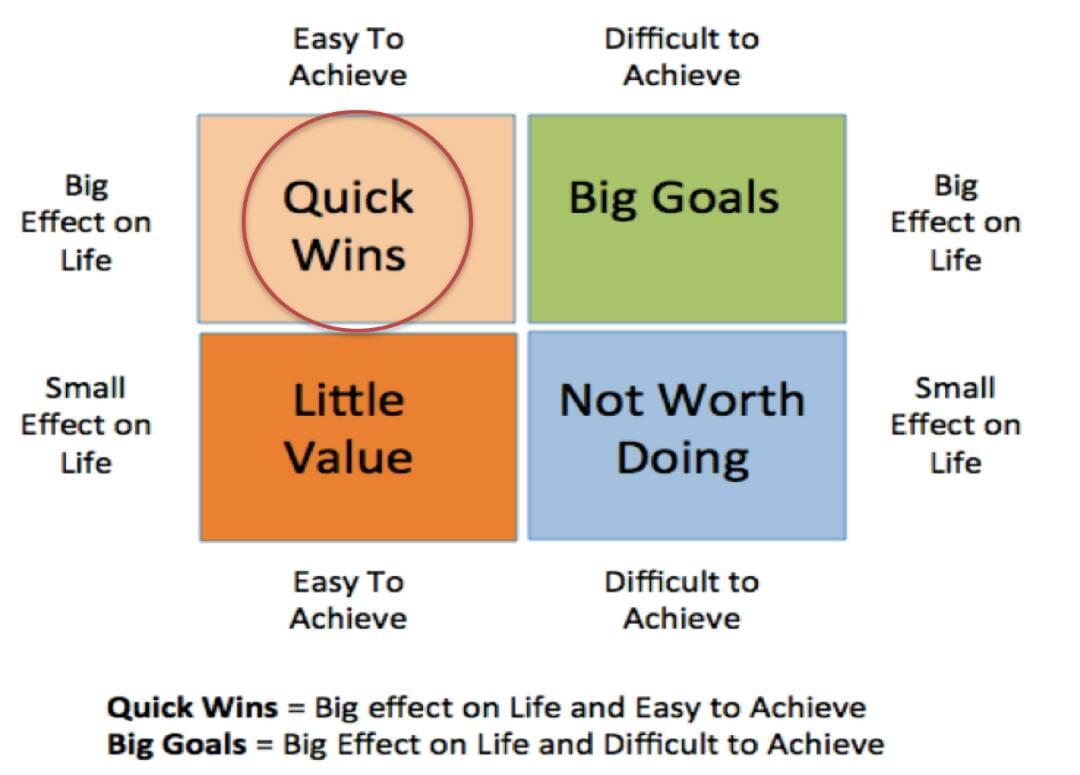 Easy To
Achieve
Difficult to
Achieve
Big
Effect on
Life
Quick
Wins
Big Goals
Big
Effect on
Life
Small
Effect on
Life
Little
Value
Not Worth
Doing
Small
Effect on
Life
Easy To
Achieve
Difficult to
Achieve
Quick Wins = Big effect on Life and Easy to Achieve
Big Goals = Big Effect on Life and Difficult to Achieve